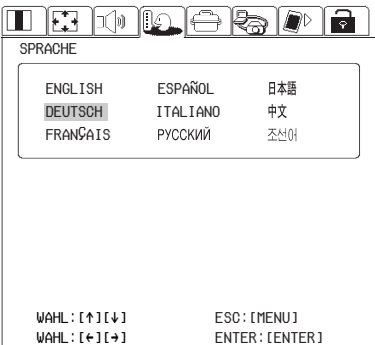 SPRACHE
ENGLISH ESPAÑOL 日本語
DEUTSCH ITALIANO 中文
FRANÇAIS РУССКИЙ 조선어
WAHL:[↑][↓] ESC:[MENU]
WAHL:[←][→] ENTER:[ENTER]